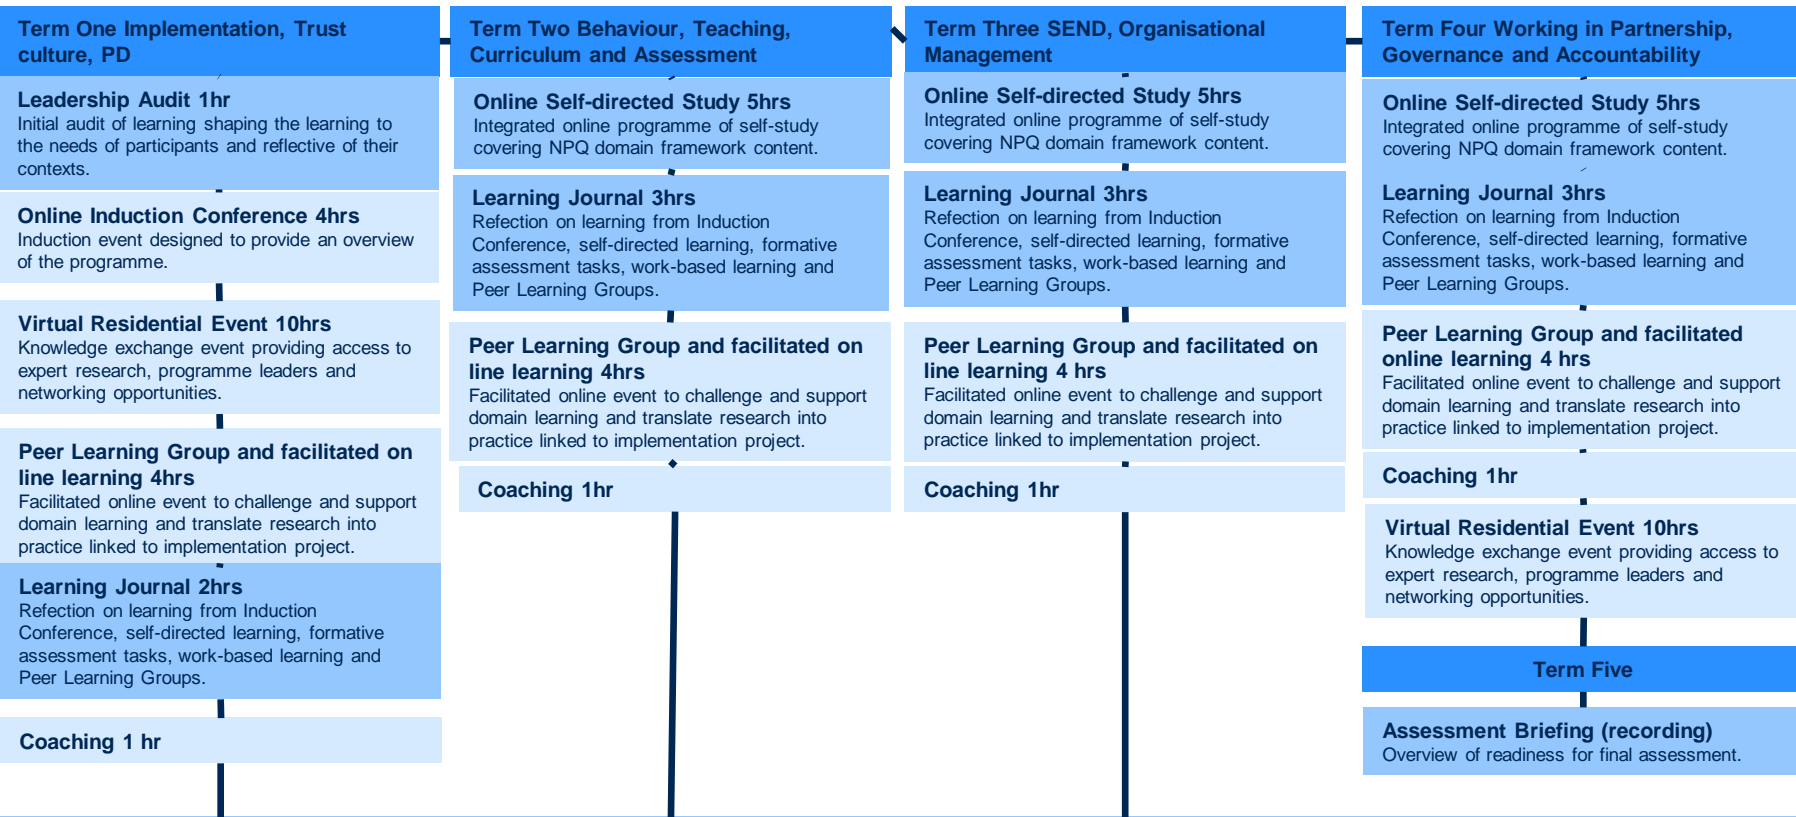 Term One Implementation, Trust
culture, PD
Leadership Audit 1hr
Initial audit of learning shaping the learning to
the needs of participants and reflective of their
contexts.
Online Induction Conference 4hrs
Induction event designed to provide an overview
of the programme.
Virtual Residential Event 10hrs
Knowledge exchange event providing access to
expert research, programme leaders and
networking opportunities.
Peer Learning Group and facilitated on
line learning 4hrs
Facilitated online event to challenge and support
domain learning and translate research into
practice linked to implementation project.
Learning Journal 2hrs
Refection on learning from Induction
Conference, self-directed learning, formative
assessment tasks, work-based learning and
Peer Learning Groups.
Coaching 1 hr
Term Two Behaviour, Teaching,
Curriculum and Assessment
Online Self-directed Study 5hrs
Integrated online programme of self-study
covering NPQ domain framework content.
Learning Journal 3hrs
Refection on learning from Induction
Conference, self-directed learning, formative
assessment tasks, work-based learning and
Peer Learning Groups.
Peer Learning Group and facilitated on
line learning 4hrs
Facilitated online event to challenge and support
domain learning and translate research into
practice linked to implementation project.
Coaching 1hr
Term Three SEND, Organisational
Management
Online Self-directed Study 5hrs
Integrated online programme of self-study
covering NPQ domain framework content.
Learning Journal 3hrs
Refection on learning from Induction
Conference, self-directed learning, formative
assessment tasks, work-based learning and
Peer Learning Groups.
Peer Learning Group and facilitated on
line learning 4 hrs
Facilitated online event to challenge and support
domain learning and translate research into
practice linked to implementation project.
Coaching 1hr
Term Four Working in Partnership,
Governance and Accountability
Online Self-directed Study 5hrs
Integrated online programme of self-study
covering NPQ domain framework content.
Learning Journal 3hrs
Refection on learning from Induction
Conference, self-directed learning, formative
assessment tasks, work-based learning and
Peer Learning Groups.
Peer Learning Group and facilitated
online learning 4 hrs
Facilitated online event to challenge and support
domain learning and translate research into
practice linked to implementation project.
Coaching 1hr
Virtual Residential Event 10hrs
Knowledge exchange event providing access to
expert research, programme leaders and
networking opportunities.
Term Five
Assessment Briefing (recording)
Overview of readiness for final assessment.